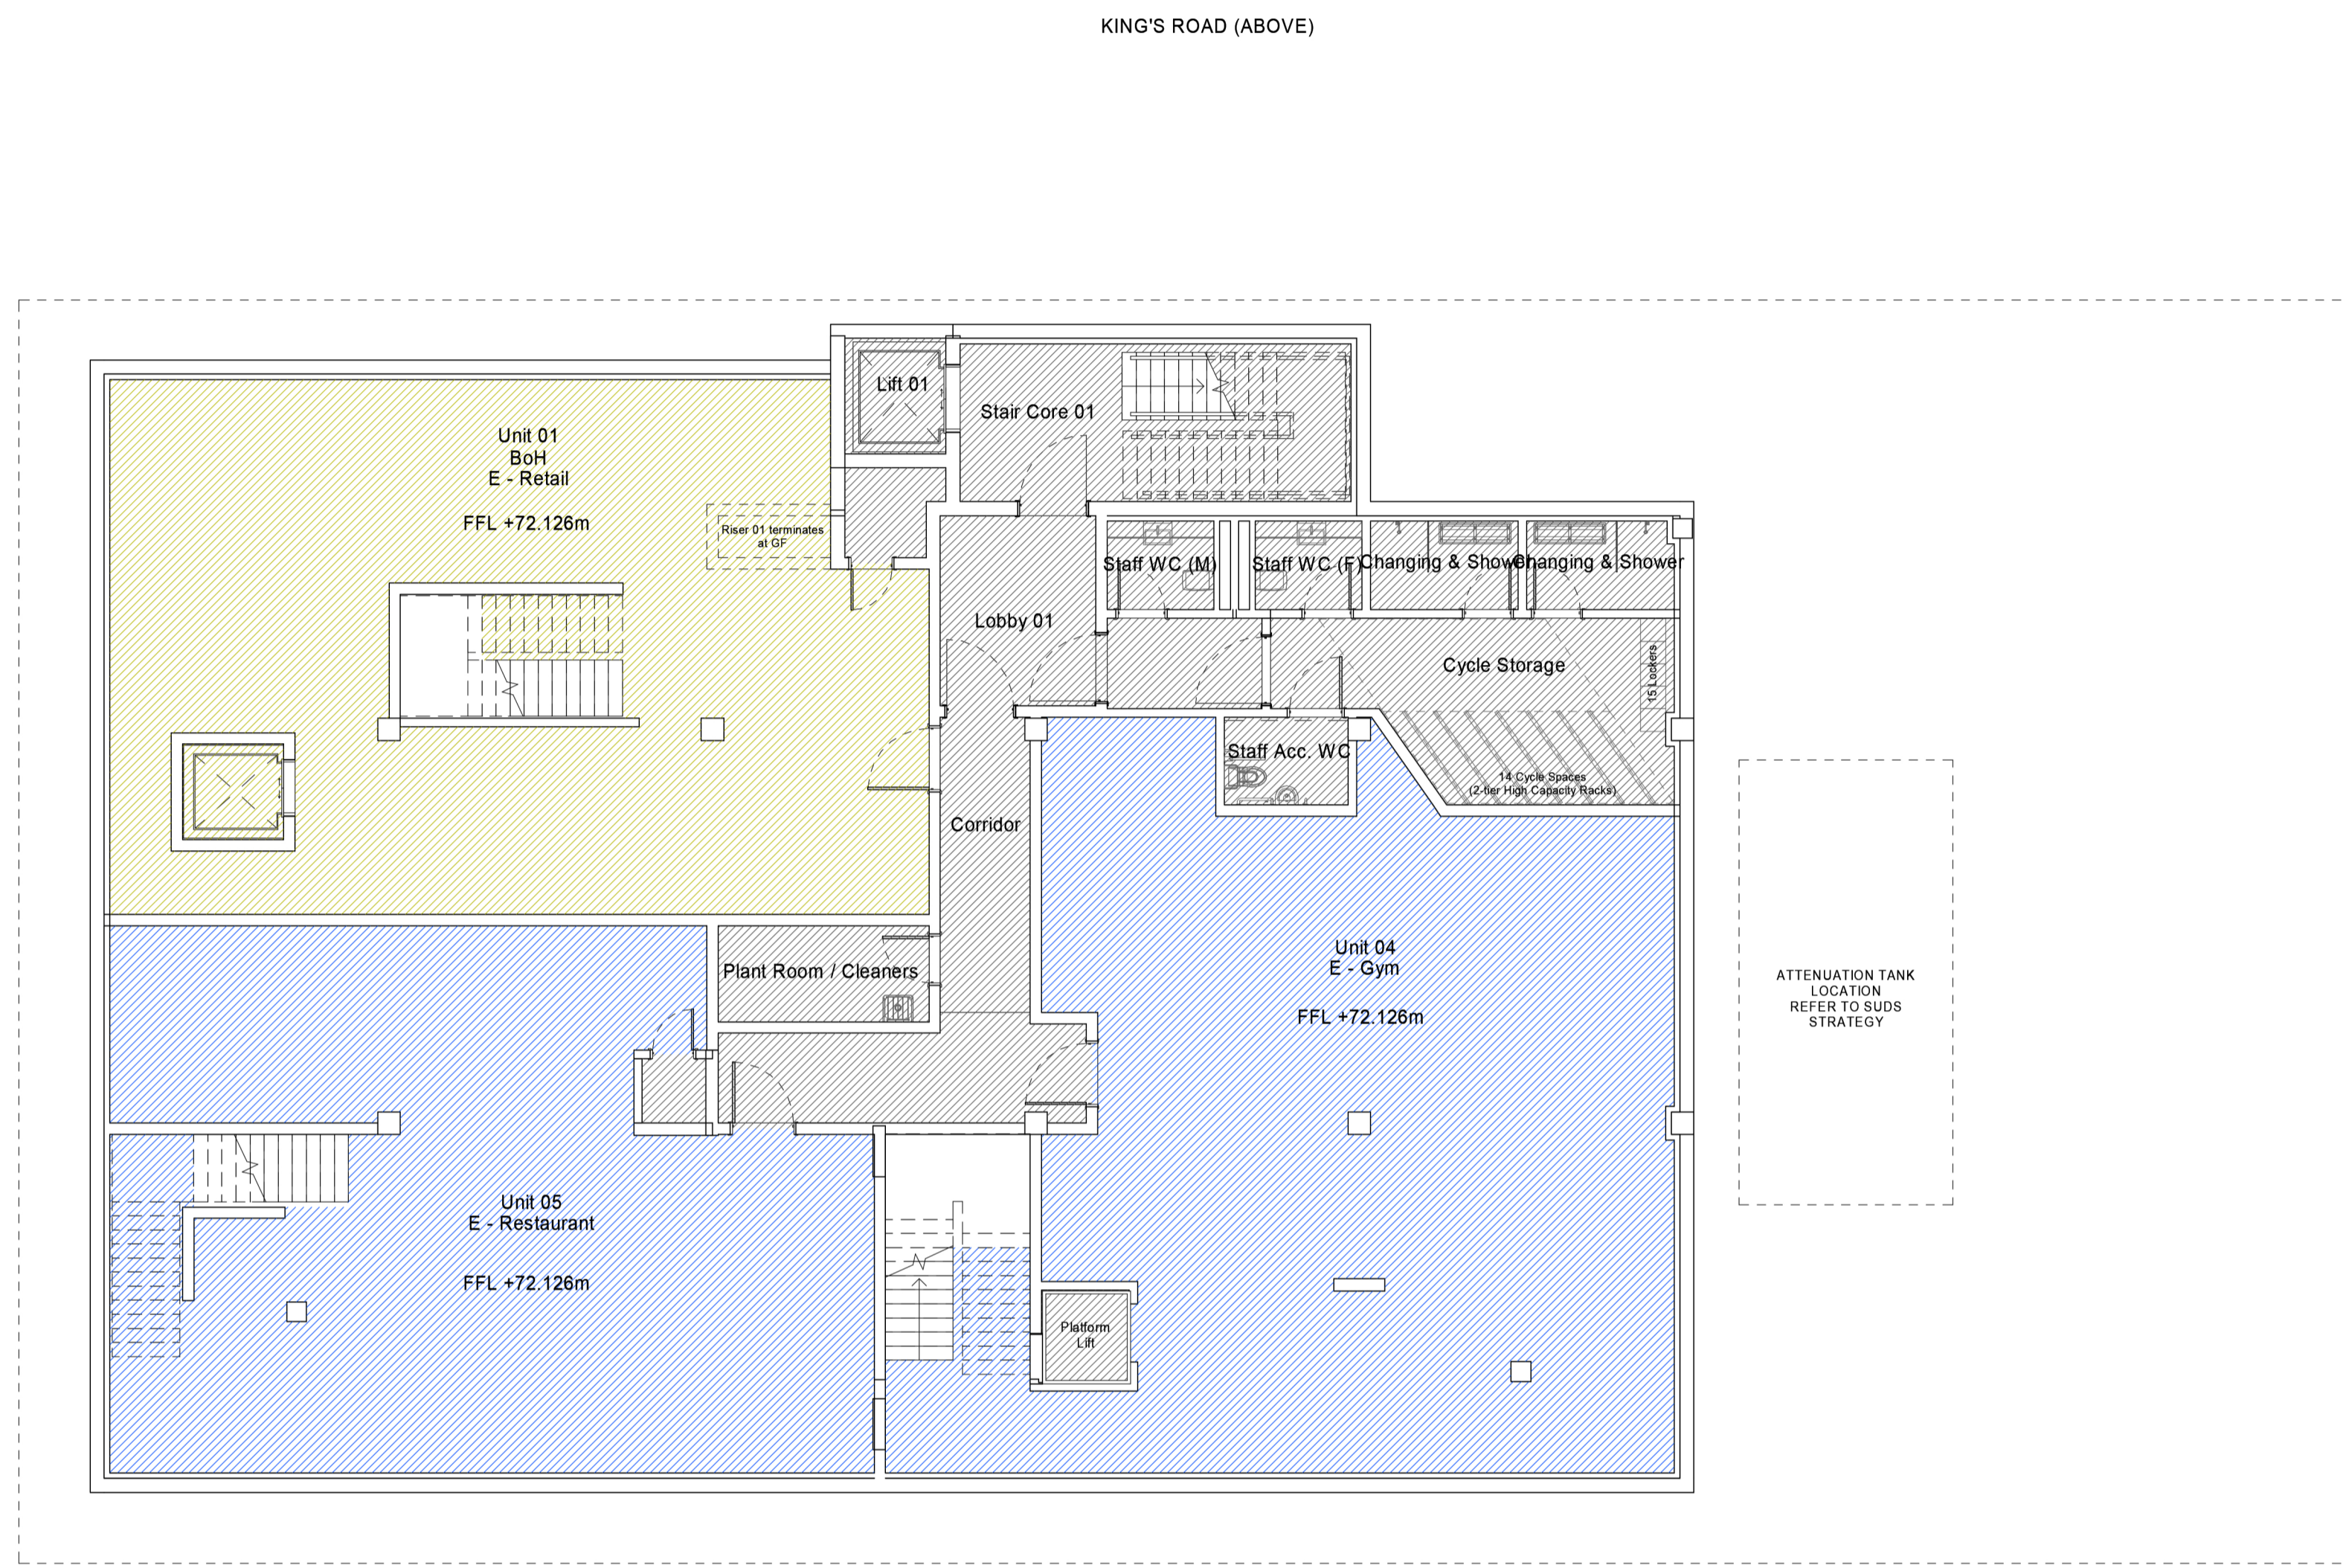 KING'S ROAD (ABOVE)
Lift 01
Stair Core 01
Unit 01
BoH
E - Retail
FFL +72.126m
Riser 01 terminates
at GF
Staff WC (M)
Staff WC (F)
Changing & Shower
Changing & Shower
Lobby 01
Cycle Storage
15 Lockers
Staff Acc. WC
14 Cycle Spaces
(2-tier High Capacity Racks)
Corridor
Plant Room / Cleaners
Unit 04
E - Gym
FFL +72.126m
ATTENUATION TANK
LOCATION
REFER TO SUDS
STRATEGY
Unit 05
E - Restaurant
FFL +72.126m
Platform
Lift